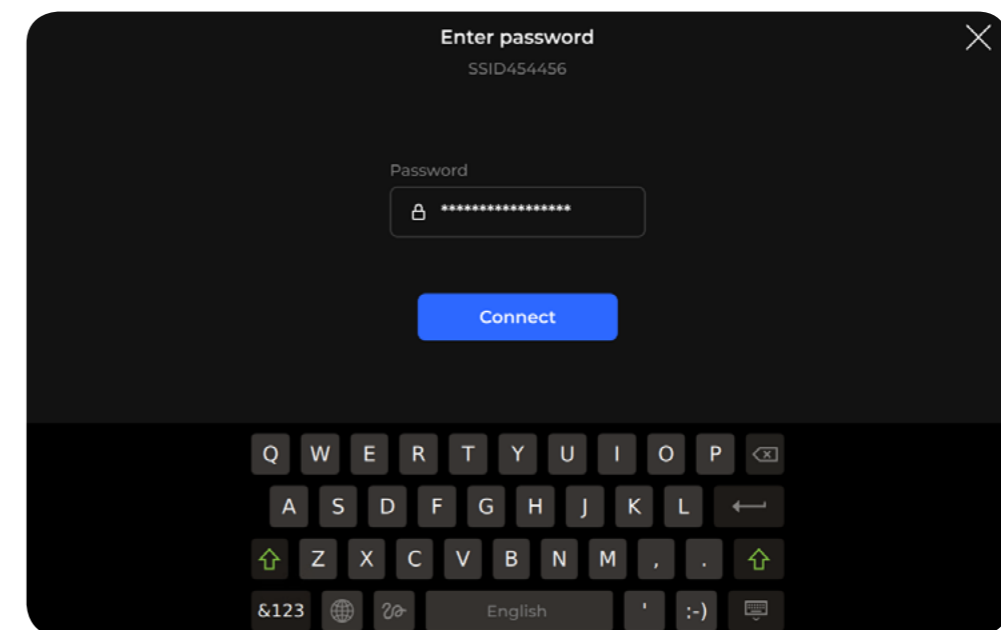 Enter password
SSID454456
Password
*****************
Connect
Q W E R T Y U I O P
A S D F G H J K L
Z X C V B N M , .
&123 English ' :-)